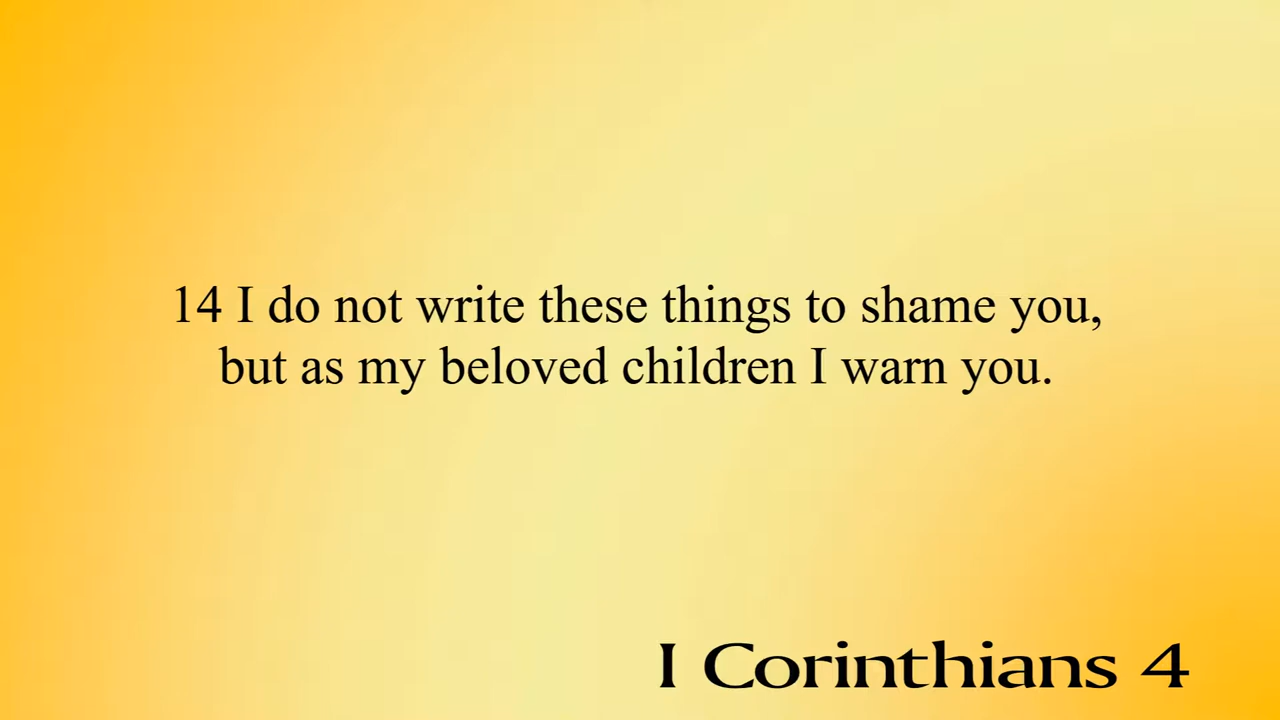 14 I do not write these things to shame you,
but as my beloved children I warn you.
I Corinthians 4